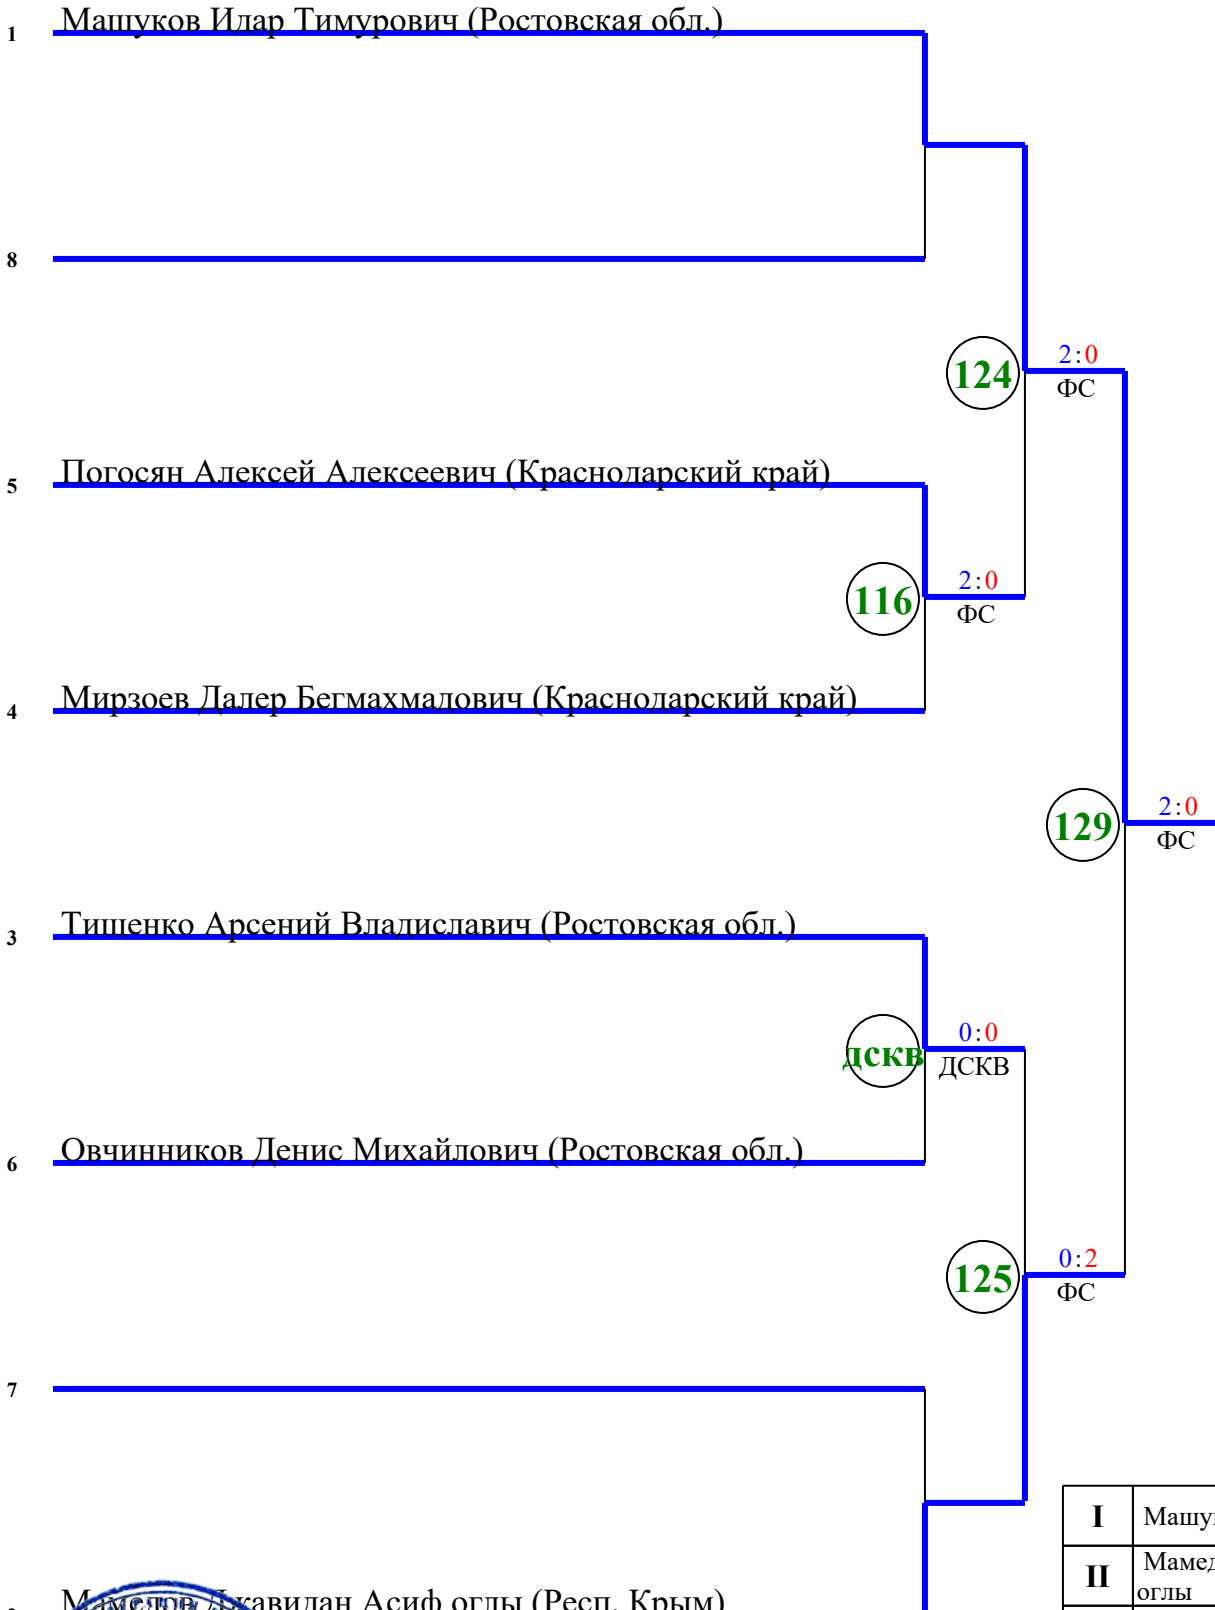 1 Машуков Идар Тимурович (Ростовская обл.)
8
124 2:0
ФС
5 Погосян Алексей Алексеевич (Краснодарский край)
116 2:0
ФС
4 Мирзоев Далер Бегмахмадович (Краснодарский край)
129 2:0
ФС
3 Тищенко Арсений Владиславич (Ростовская обл.)
дскв 0:0
ДСКВ
6 Овчинников Денис Михайлович (Ростовская обл.)
125 0:2
ФС
7
I Машу
II Мамед
оглы
Мамедов Джавидан Асиф оглы (Респ. Крым)